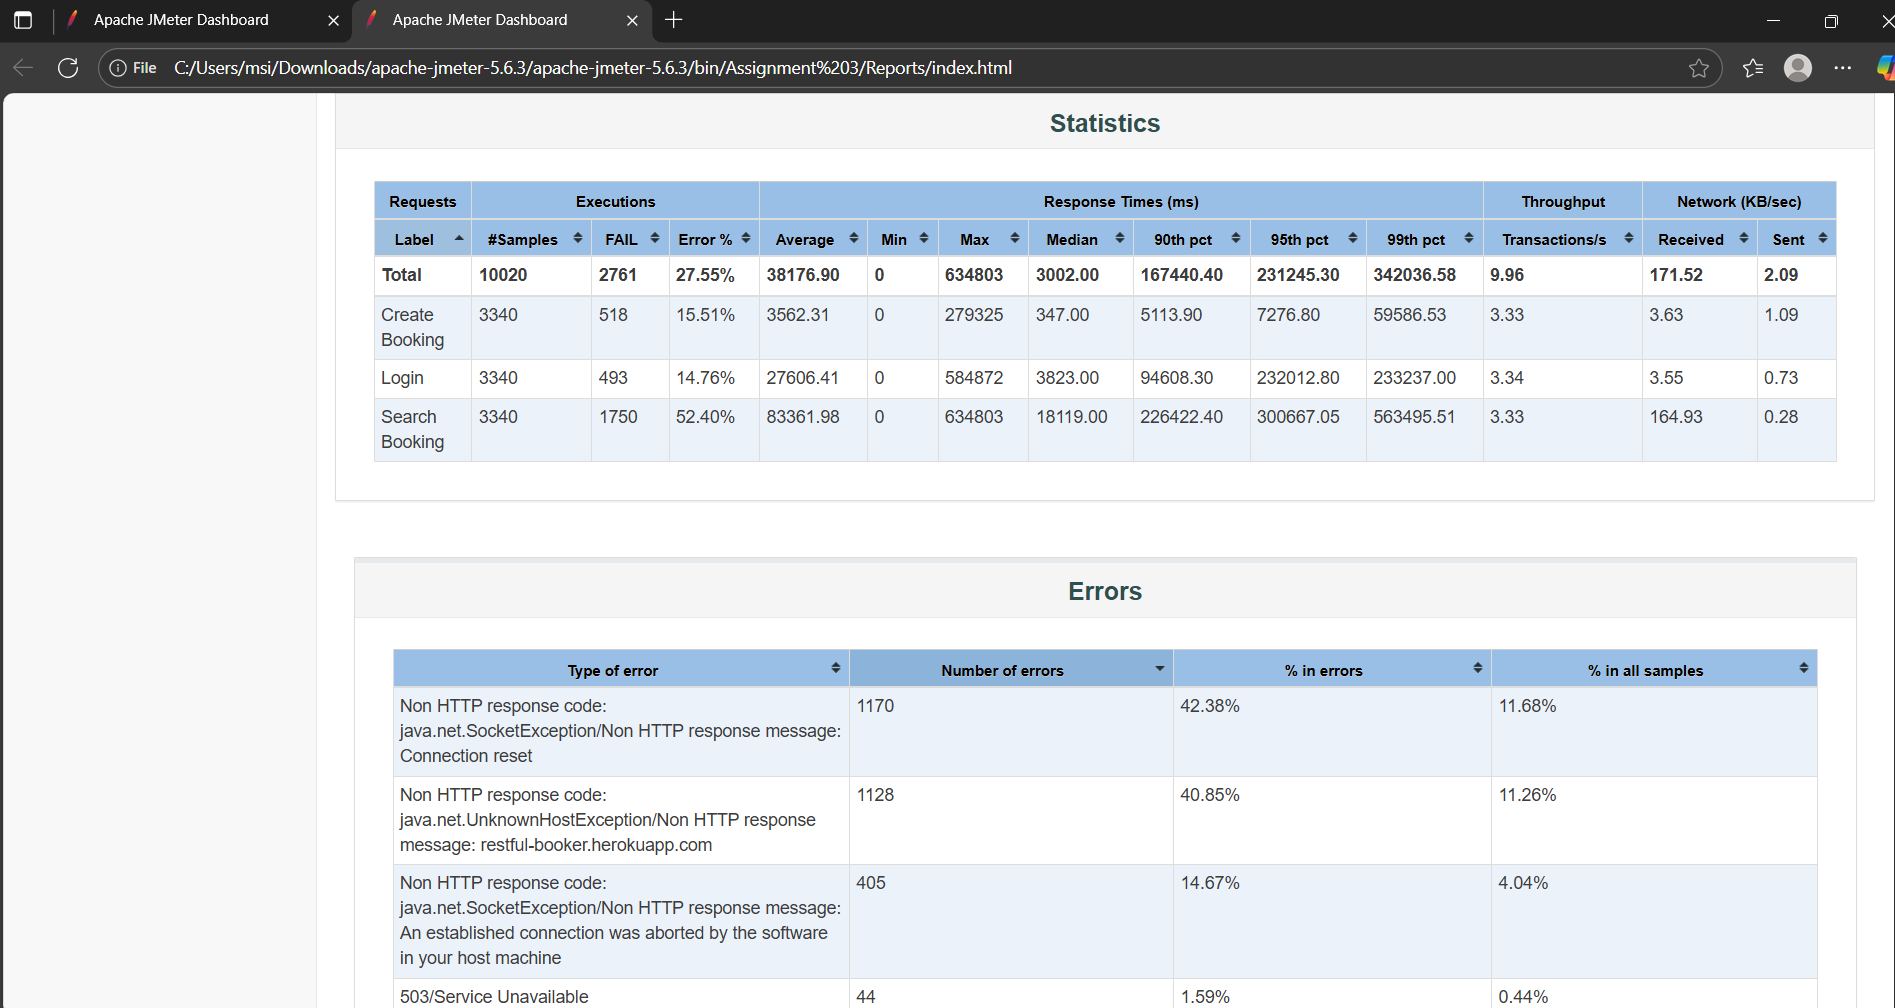 Apache JMeter Dashboard
Apache JMeter Dashboard
File C:/Users/msi/Downloads/apache-jmeter-5.6.3/apache-jmeter-5.6.3/bin/Assignment%203/Reports/index.html
Statistics
Requests Executions Response Times (ms) Throughput Network (KB/sec)
Label #Samples FAIL Error % Average Min Max Median 90th pct 95th pct 99th pct Transactions/s Received Sent
Total 10020 2761 27.55% 38176.90 0 634803 3002.00 167440.40 231245.30 342036.58 9.96 171.52 2.09
Create 3340 518 15.51% 3562.31 0 279325 347.00 5113.90 7276.80 59586.53 3.33 3.63 1.09
Booking
Login 3340 493 14.76% 27606.41 0 584872 3823.00 94608.30 232012.80 233237.00 3.34 3.55 0.73
Search 3340 1750 52.40% 83361.98 0 634803 18119.00 226422.40 300667.05 563495.51 3.33 164.93 0.28
Booking
Errors
Type of error Number of errors % in errors % in all samples
Non HTTP response code: 1170 42.38% 11.68%
java.net.SocketException/Non HTTP response message:
Connection reset
Non HTTP response code: 1128 40.85% 11.26%
java.net.UnknownHostException/Non HTTP response
message: restful-booker.herokuapp.com
Non HTTP response code: 405 14.67% 4.04%
java.net.SocketException/Non HTTP response message:
An established connection was aborted by the software
in your host machine
503/Service Unavailable 44 1.59% 0.44%